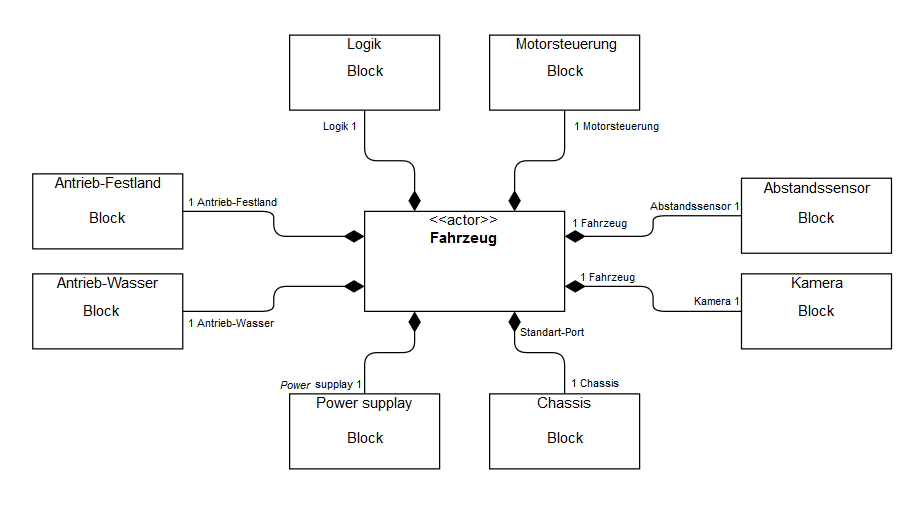 Logik
Block
Motorsteuerung
Block
Logik 1
1 Motorsteuerung
Antrieb-Festland
Block
1 Antrieb-Festland
<<actor>>
Fahrzeug
1 Fahrzeug
Abstandssensor 1
Abstandssensor
Block
Antrieb-Wasser
Block
1 Antrieb-Wasser
1 Fahrzeug
Kamera 1
Kamera
Block
Standart-Port
Power supplay 1
1 Chassis
Power supplay
Block
Chassis
Block